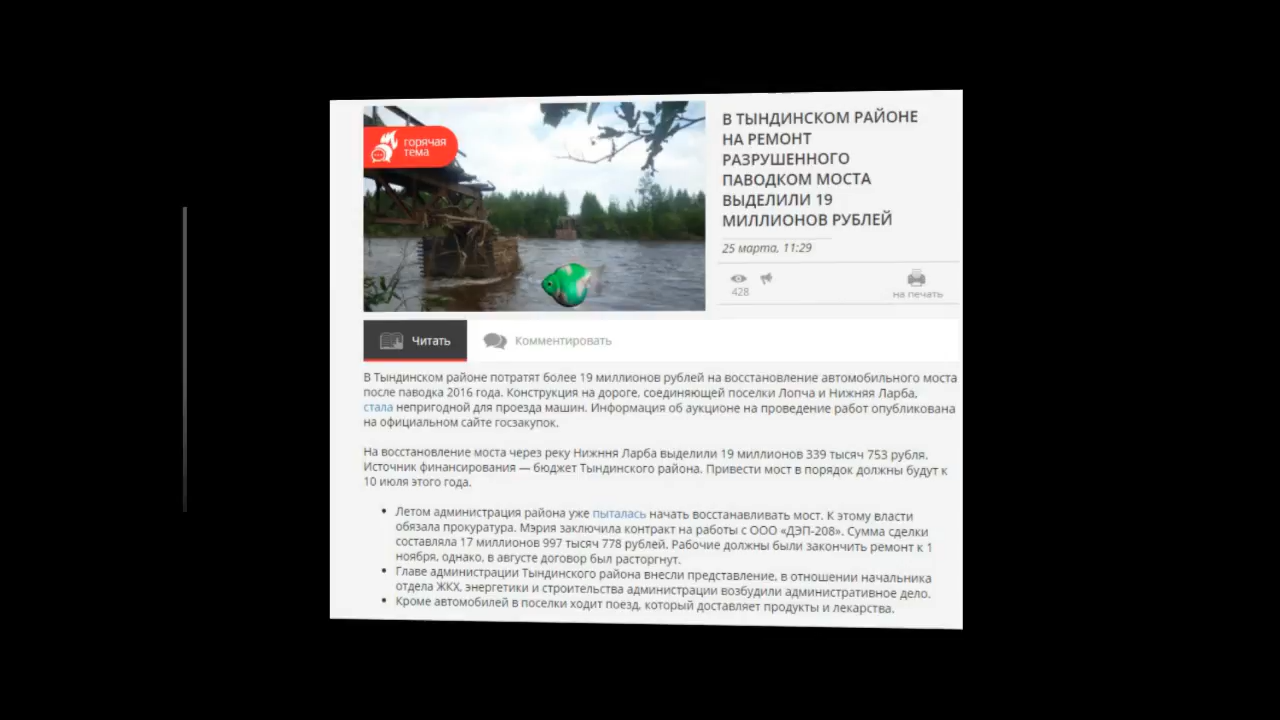 горячая
тема
В ТЫНДИНСКОМ РАЙОНЕ
НА РЕМОНТ
РАЗРУШЕННОГО
ПАВОДКОМ МОСТА
ВЫДЕЛИЛИ 19
МИЛЛИОНОВ РУБЛЕЙ
25 марта, 11:29
428
на печать
Читать
Комментировать
В Тындинском районе потратят более 19 миллионов рублей на восстановление автомобильного моста
после паводка 2016 года. Конструкция на дороге, соединяющей поселки Лопча и Нижняя Ларба,
стала непригодной для проезда машин. Информация об аукционе на проведение работ опубликована
на официальном сайте госзакупок.
На восстановление моста через реку Нижння Ларба выделили 19 миллионов 339 тысяч 753 рубля.
Источник финансирования — бюджет Тындинского района. Привести мост в порядок должны будут к
10 июля этого года.
• Летом администрация района уже пыталась начать восстанавливать мост. К этому власти
обязала прокуратура. Мэрия заключила контракт на работы с ООО «ДЭП-208». Сумма сделки
составляла 17 миллионов 997 тысяч 778 рублей. Рабочие должны были закончить ремонт к 1
ноября, однако, в августе договор был расторгнут.
• Главе администрации Тындинского района внесли представление, в отношении начальника
отдела ЖКХ, энергетики и строительства администрации возбудили административное дело.
• Кроме автомобилей в поселки ходит поезд, который доставляет продукты и лекарства.